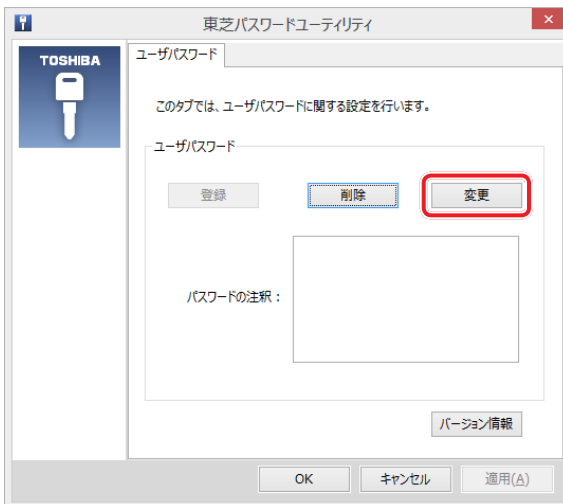 東芝パスワードユーティリティ
TOSHIBA
ユーザパスワード
このタブでは、ユーザパスワードに関する設定を行います。
ユーザパスワード
登録 削除 変更
パスワードの注釈：
バージョン情報
OK キャンセル 適用(A)